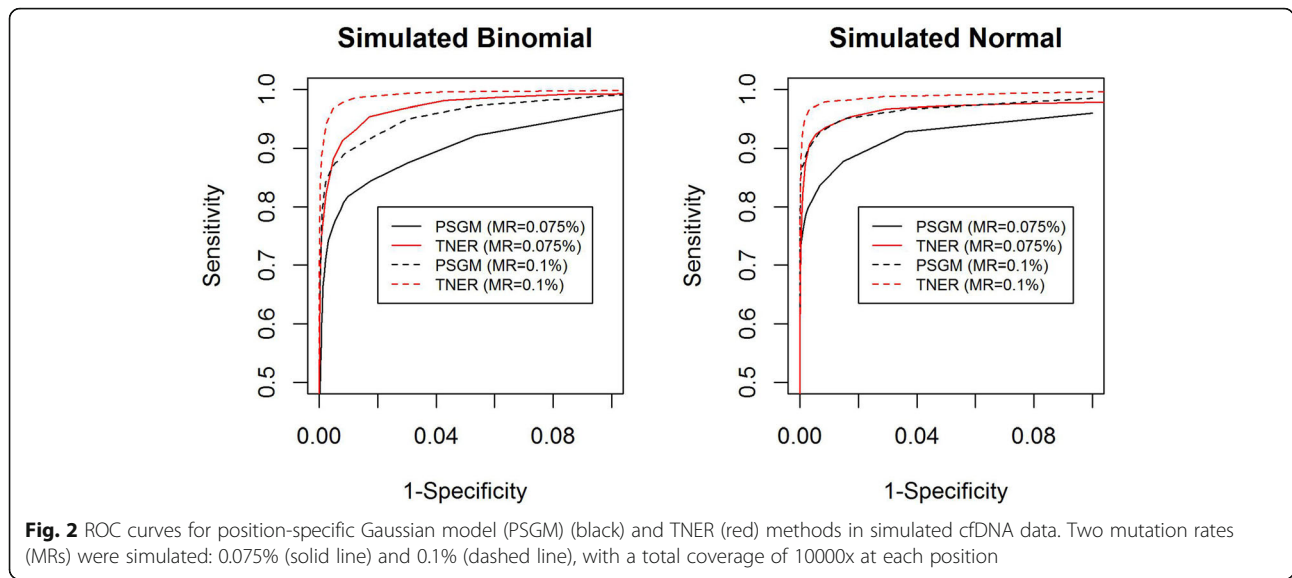 Simulated Binomial
Sensitivity
1.0
0.9
0.8
0.7
0.6
0.5
PSGM (MR=0.075%)
TNER (MR=0.075%)
PSGM (MR=0.1%)
TNER (MR=0.1%)
0.00 0.04 0.08
1-Specificity
Simulated Normal
Sensitivity
1.0
0.9
0.8
0.7
0.6
0.5
PSGM (MR=0.075%)
TNER (MR=0.075%)
PSGM (MR=0.1%)
TNER (MR=0.1%)
0.00 0.04 0.08
1-Specificity
Fig. 2 ROC curves for position-specific Gaussian model (PSGM) (black) and TNER (red) methods in simulated cfDNA data. Two mutation rates
(MRs) were simulated: 0.075% (solid line) and 0.1% (dashed line), with a total coverage of 10000x at each position